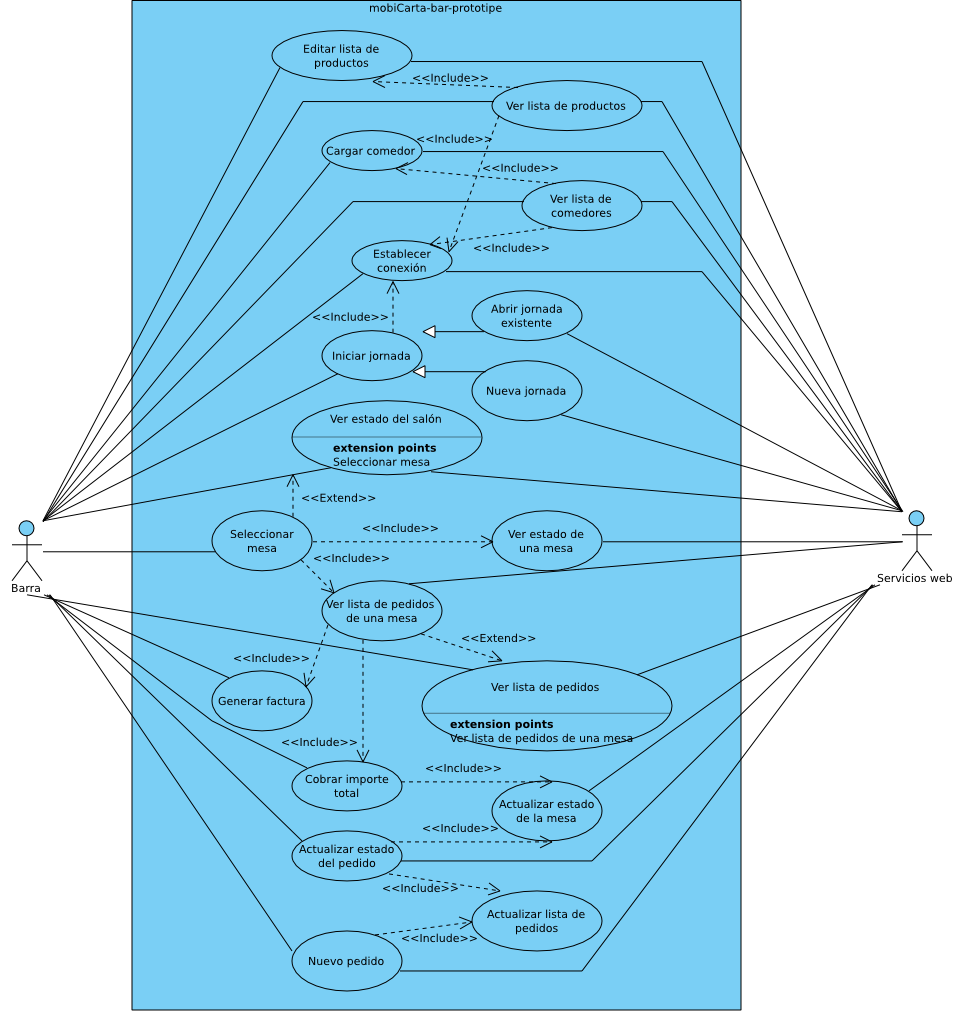 mobiCarta-bar-prototipe
Editar lista de
productos
<<Include>>
Ver lista de productos
<<Include>>
Cargar comedor
<<Include>>
Ver lista de
comedores
<<Include>>
Establecer
conexión
<<Include>>
Abrir jornada
existente
Iniciar jornada
Nueva jornada
Ver estado del salón
extension points
Seleccionar mesa
<<Extend>>
Seleccionar
mesa
<<Include>>
Ver estado de
una mesa
<<Include>>
Barra
Servicios web
Ver lista de pedidos
de una mesa
<<Extend>>
<<Include>>
Generar factura
Ver lista de pedidos
extension points
Ver lista de pedidos de una mesa
<<Include>>
Cobrar importe
total
<<Include>>
Actualizar estado
de la mesa
<<Include>>
Actualizar estado
del pedido
<<Include>>
Actualizar lista de
pedidos
<<Include>>
Nuevo pedido